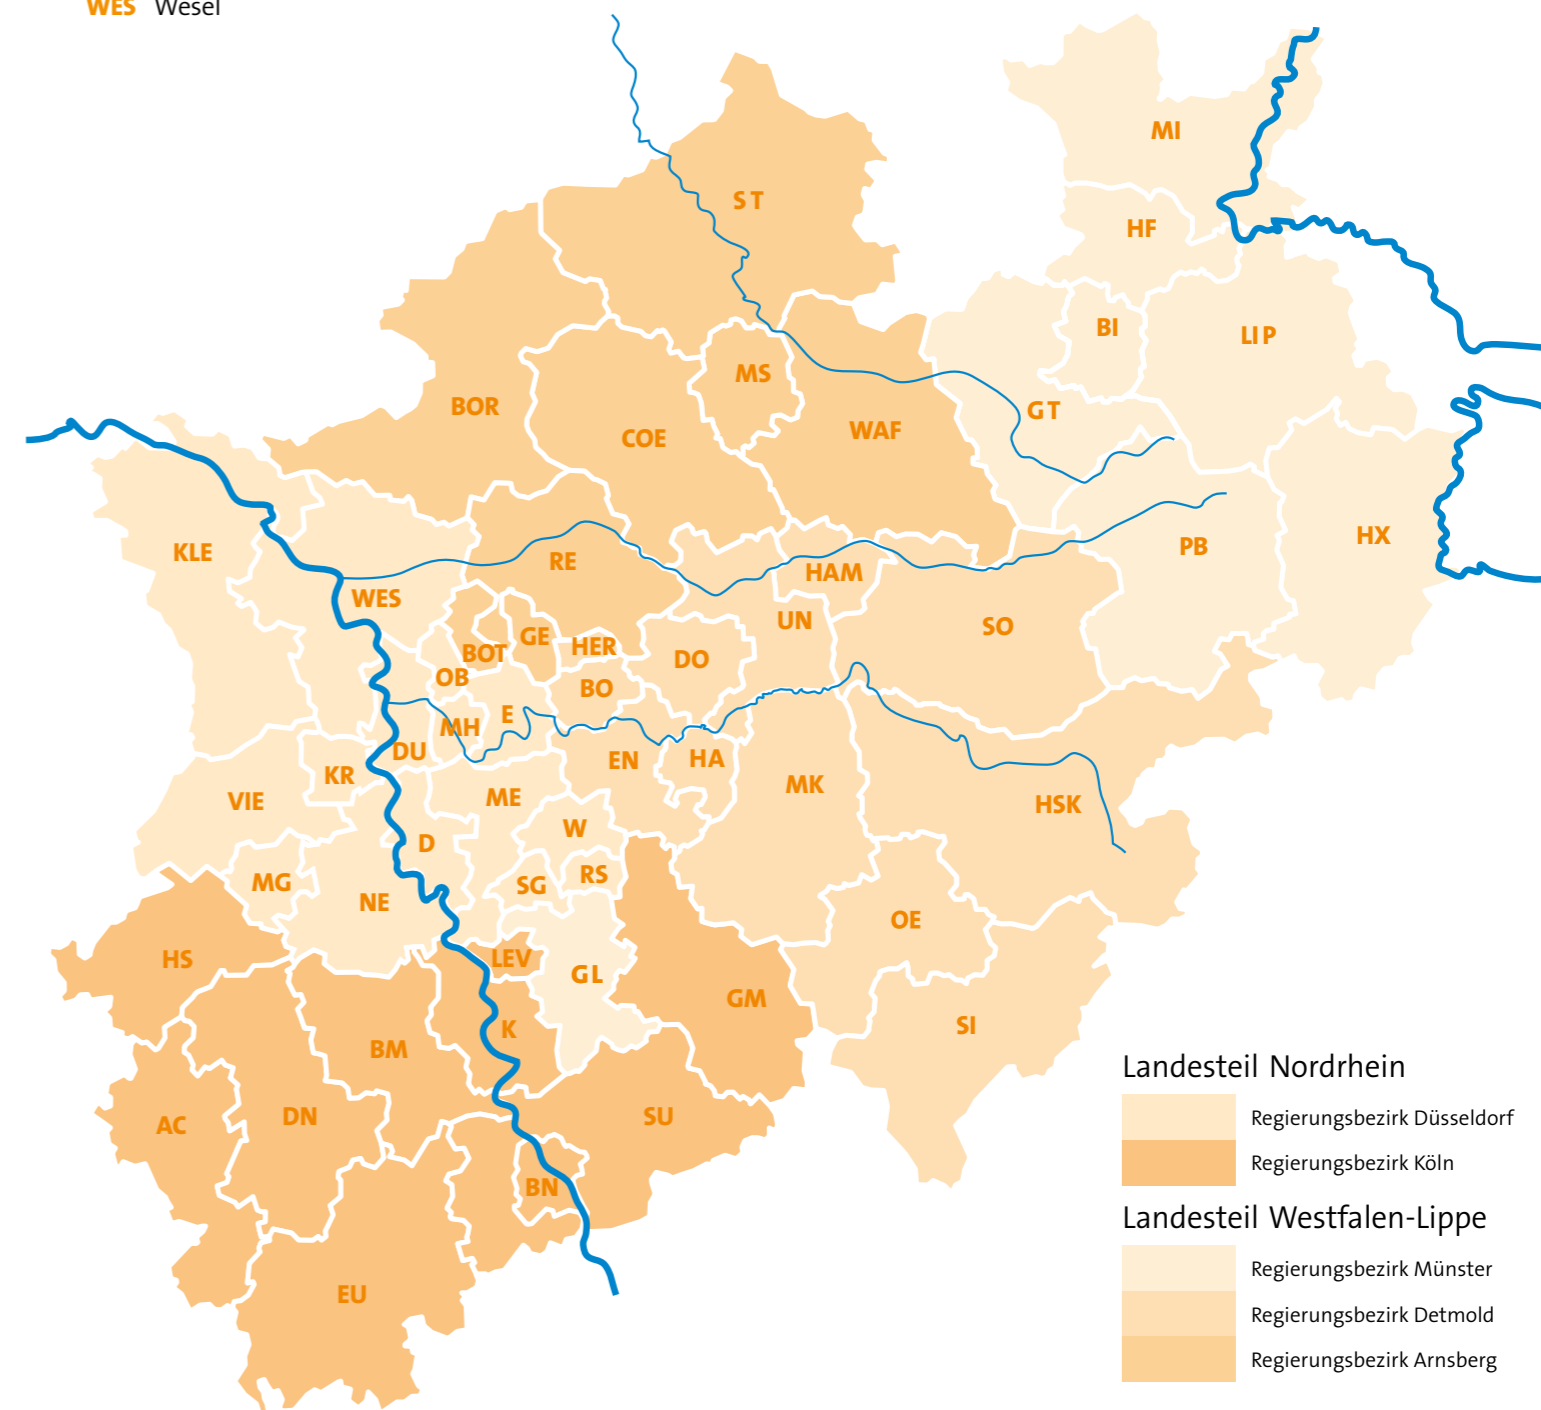 WES Wesel
MI
ST
HF
BI
LIP
MS
GT
BOR
WAF
COE
HX
PB
KLE
RE
HAM
WES
UN
SO
GE
HER
BOT
DO
OB
BO
E
MH
DU
EN
HA
KR
MK
ME
VIE
HSK
W
D
RS
MG
SG
NE
OE
HS
LEV
GL
GM
SI
K
BM
DN
SU
AC
BN
EU
Landesteil Nordrhein
Regierungsbezirk Düsseldorf
Regierungsbezirk Köln
Landesteil Westfalen-Lippe
Regierungsbezirk Münster
Regierungsbezirk Detmold
Regierungsbezirk Arnsberg